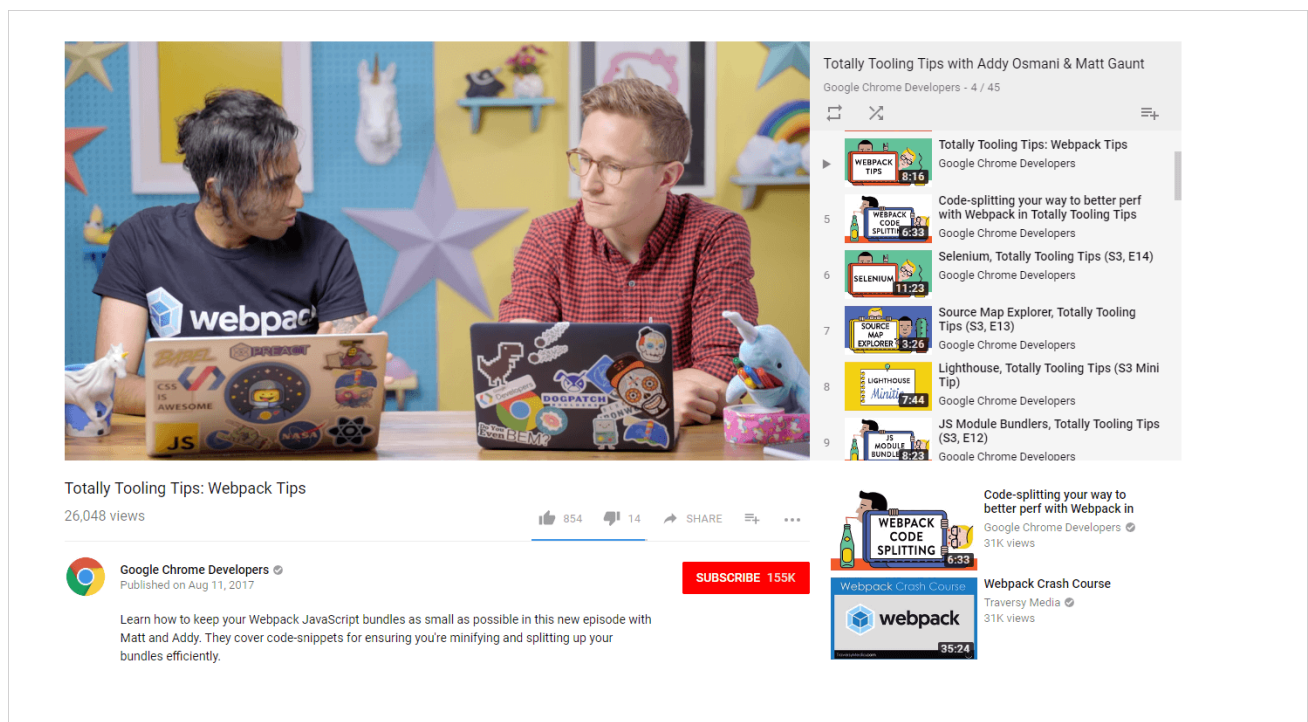 webpack
BABEL
PREACT
CSS
IS
AWESOME
JS
NASA
Developers
DOGPATCH
Do You
Even BEM?
Totally Tooling Tips with Addy Osmani & Matt Gaunt
Google Chrome Developers - 4 / 45
WEBPACK
TIPS
8:16
Totally Tooling Tips: Webpack Tips
Google Chrome Developers
5
WEBPACK
CODE
6:33
Code-splitting your way to better perf
with Webpack in Totally Tooling Tips
Google Chrome Developers
6
SELENIUM
11:23
Selenium, Totally Tooling Tips (S3, E14)
Google Chrome Developers
7
SOURCE
MAP
EXPLORER
3:26
Source Map Explorer, Totally Tooling
Tips (S3, E13)
Google Chrome Developers
8
LIGHTHOUSE
7:44
Lighthouse, Totally Tooling Tips (S3 Mini
Tip)
Google Chrome Developers
9
JS
MODULE
8:23
JS Module Bundlers, Totally Tooling Tips
(S3, E12)
Google Chrome Developers
Totally Tooling Tips: Webpack Tips
26,048 views
854 14 SHARE
Google Chrome Developers
Published on Aug 11, 2017
SUBSCRIBE 155K
Learn how to keep your Webpack JavaScript bundles as small as possible in this new episode with
Matt and Addy. They cover code-snippets for ensuring you're minifying and splitting up your
bundles efficiently.
WEBPACK
CODE
SPLITTING
6:33
Code-splitting your way to
better perf with Webpack in
Google Chrome Developers
31K views
Webpack Crash Course
webpack
35:24
Webpack Crash Course
Traversy Media
31K views